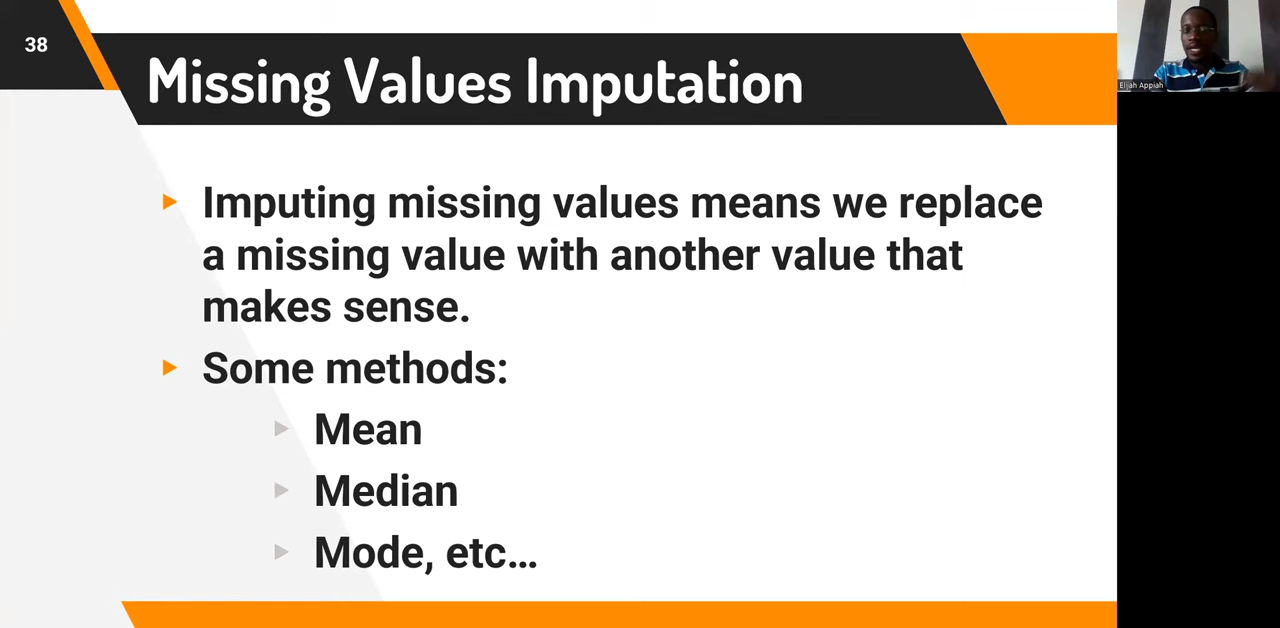 38
Missing Values Imputation
Elijah Appiah
Imputing missing values means we replace
a missing value with another value that
makes sense.
Some methods:
Mean
Median
Mode, etc...